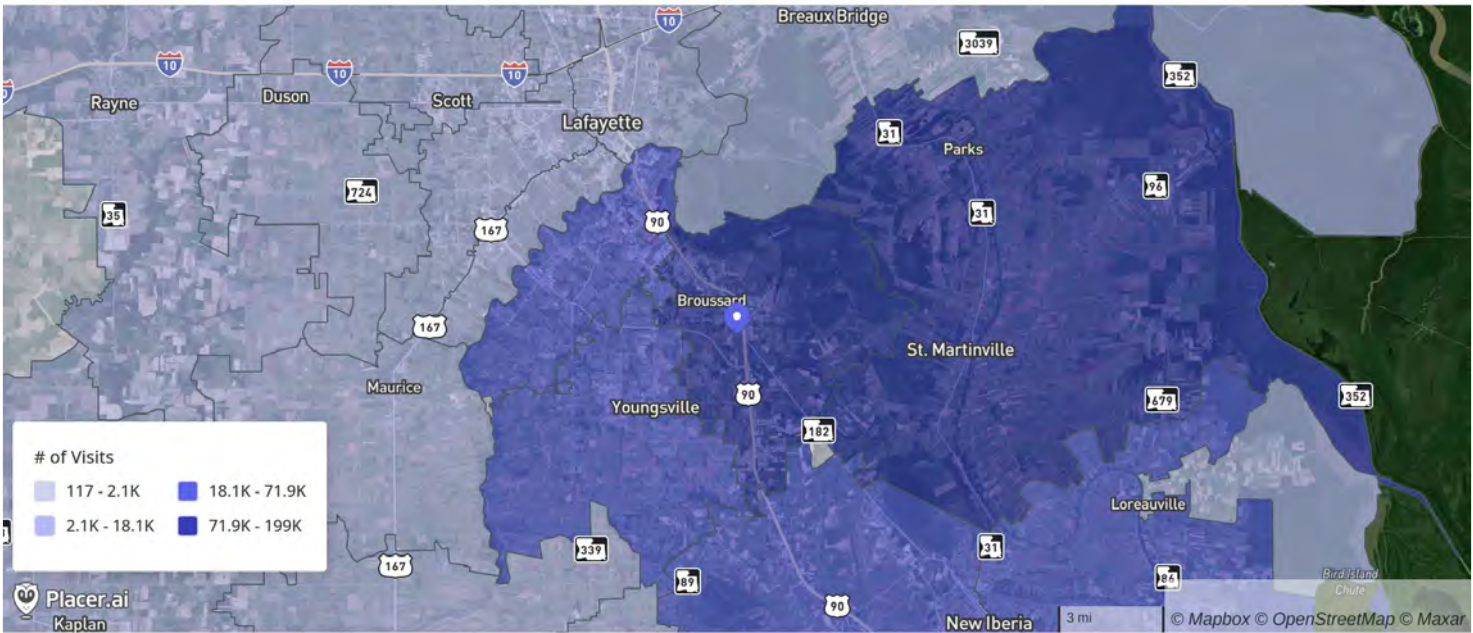 Breaux Bridge
10
3039
10
10
10
352
Rayne
Duson
Scott
Lafayette
31
Parks
724
96
35
31
90
167
Broussard
167
St. Martinville
Maurice
90
679
352
Youngsville
182
# of Visits
117 - 2.1K
18.1K - 71.9K
2.1K - 18.1K
71.9K - 199K
Loreauville
339
31
167
89
86
Bird Island
Chute
Placer.ai
90
Kaplan
New Iberia
3 mi
© Mapbox © OpenStreetMap © Maxar